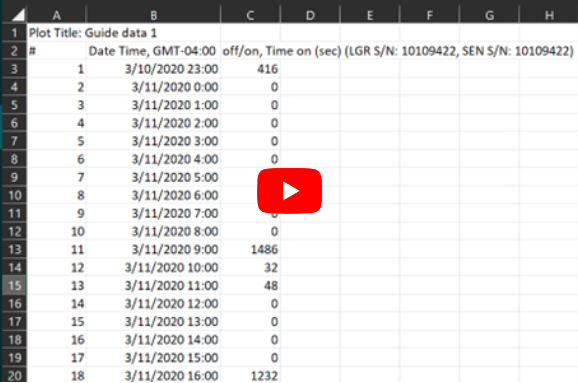 A B C D E F G H
1 Plot Title: Guide data 1
2 # Date Time, GMT-04:00 off/on, Time on (sec) (LGR S/N: 10109422, SEN S/N: 10109422)
3 1 3/10/2020 23:00 416
4 2 3/11/2020 0:00 0
5 3 3/11/2020 1:00 0
6 4 3/11/2020 2:00 0
7 5 3/11/2020 3:00 0
8 6 3/11/2020 4:00 0
9 7 3/11/2020 5:00
10 8 3/11/2020 6:00
11 9 3/11/2020 7:00 0
12 10 3/11/2020 8:00 0
13 11 3/11/2020 9:00 1486
14 12 3/11/2020 10:00 32
15 13 3/11/2020 11:00 48
16 14 3/11/2020 12:00 0
17 15 3/11/2020 13:00 0
18 16 3/11/2020 14:00 0
19 17 3/11/2020 15:00 0
20 18 3/11/2020 16:00 1232